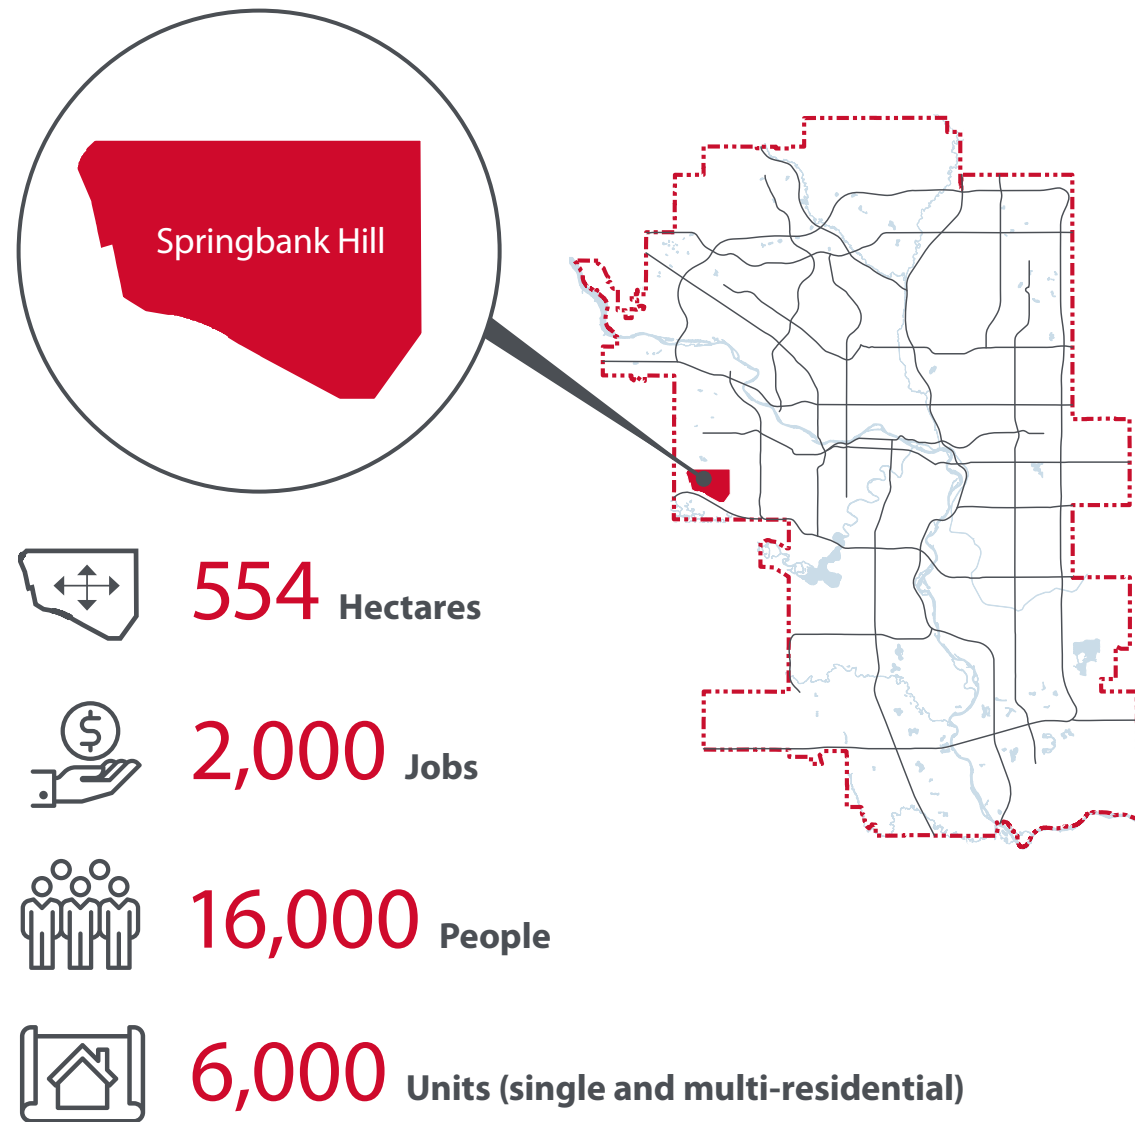 Springbank Hill
554 Hectares
$
2,000 Jobs
16,000 People
6,000 Units (single and multi-residential)